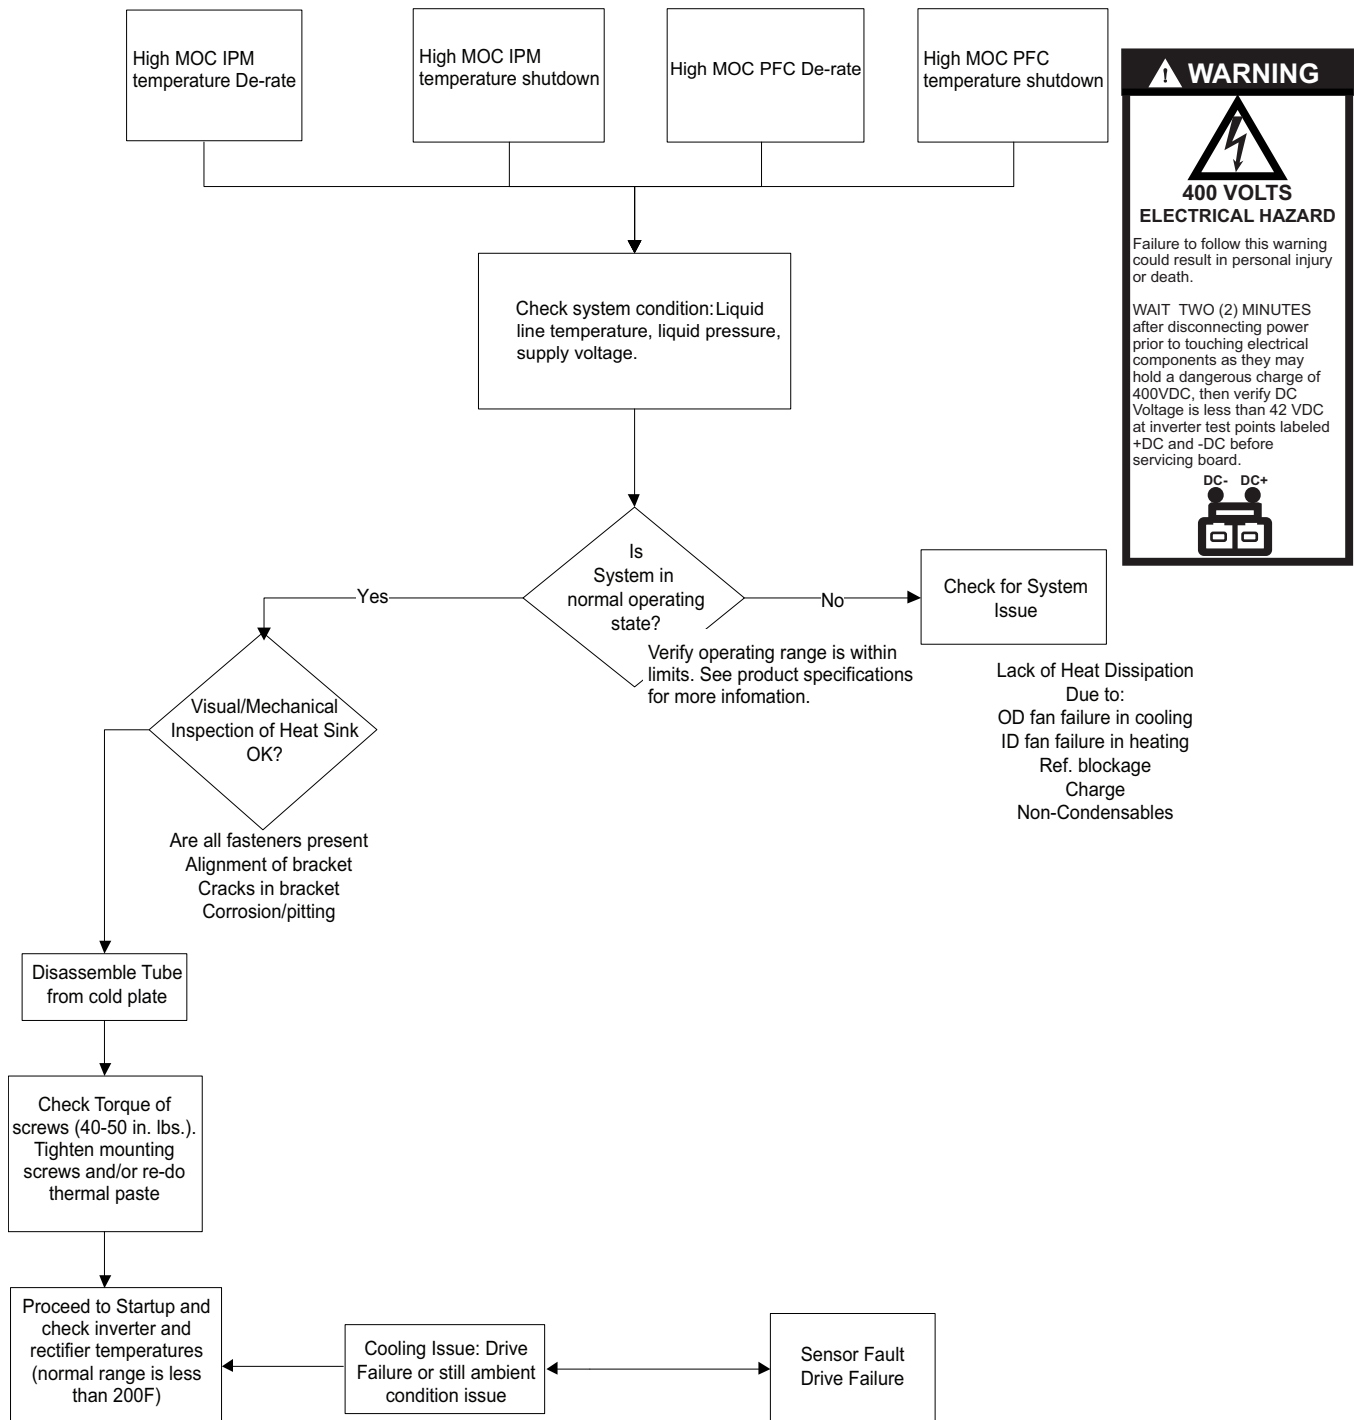 High MOC IPM
temperature De-rate
High MOC IPM
temperature shutdown
High MOC PFC De-rate
High MOC PFC
temperature shutdown
! WARNING
400 VOLTS
ELECTRICAL HAZARD
Failure to follow this warning
could result in personal injury
or death.
WAIT TWO (2) MINUTES
after disconnecting power
prior to touching electrical
components as they may
hold a dangerous charge of
400VDC, then verify DC
Voltage is less than 42 VDC
at inverter test points labeled
+DC and -DC before
servicing board.
DC- DC+
Check system condition: Liquid
line temperature, liquid pressure,
supply voltage.
Is
System in
normal operating
state?
Yes
No
Verify operating range is within
limits. See product specifications
for more infomation.
Check for System
Issue
Lack of Heat Dissipation
Due to:
OD fan failure in cooling
ID fan failure in heating
Ref. blockage
Charge
Non-Condensables
Visual/Mechanical
Inspection of Heat Sink
OK?
Are all fasteners present
Alignment of bracket
Cracks in bracket
Corrosion/pitting
Disassemble Tube
from cold plate
Check Torque of
screws (40-50 in. lbs.).
Tighten mounting
screws and/or re-do
thermal paste
Proceed to Startup and
check inverter and
rectifier temperatures
(normal range is less
than 200F)
Cooling Issue: Drive
Failure or still ambient
condition issue
Sensor Fault
Drive Failure